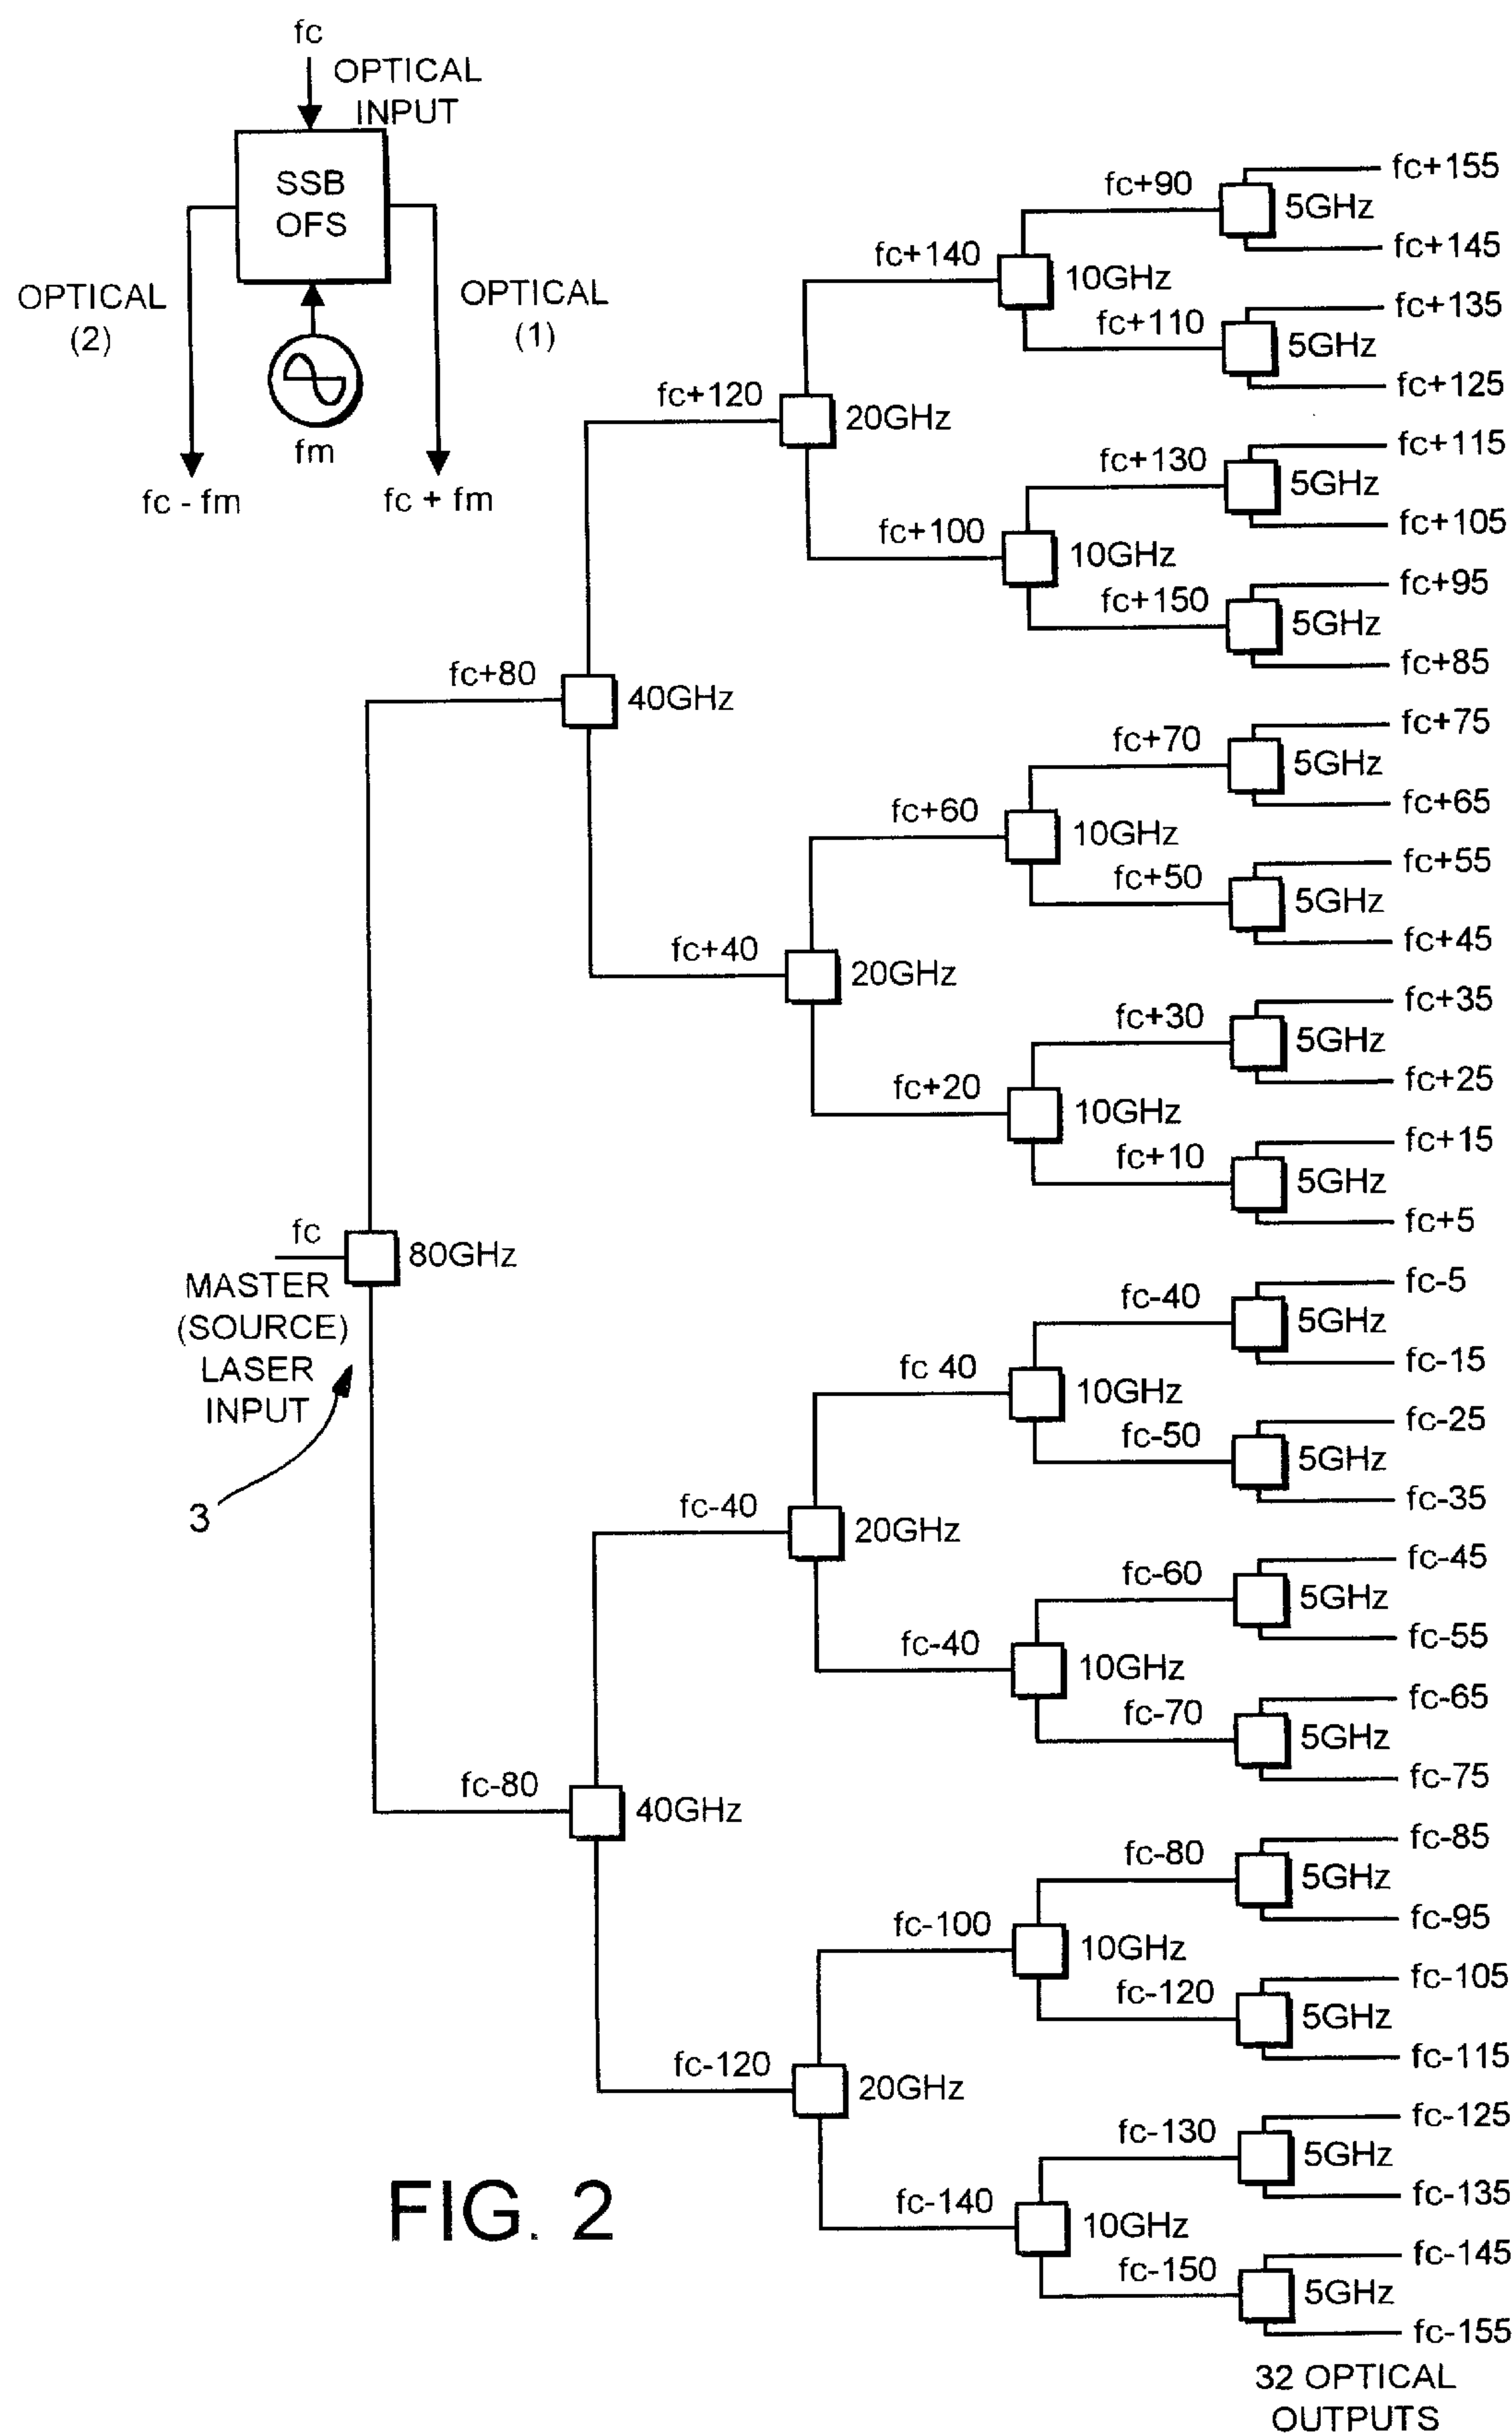 fc
OPTICAL
INPUT
SSB
OFS
OPTICAL
(2)
OPTICAL
(1)
fm
fc - fm
fc + fm
fc+155
fc+90
5GHz
fc+145
fc+140
10GHz
fc+135
fc+110
5GHz
fc+125
fc+120
20GHz
fc+115
fc+130
5GHz
fc+105
fc+100
10GHz
fc+95
fc+150
5GHz
fc+85
fc+80
40GHz
fc+75
fc+70
5GHz
fc+65
fc+60
10GHz
fc+55
fc+50
5GHz
fc+45
fc+40
20GHz
fc+35
fc+30
5GHz
fc+25
fc+20
10GHz
fc+15
fc+10
5GHz
fc+5
fc
80GHz
MASTER
(SOURCE)
LASER
INPUT
3
fc-5
fc-40
5GHz
fc-15
fc 40
10GHz
fc-25
fc-50
5GHz
fc-35
fc-40
20GHz
fc-45
fc-60
5GHz
fc-55
fc-40
10GHz
fc-65
fc-70
5GHz
fc-75
fc-80
40GHz
fc-85
fc-80
5GHz
fc-95
fc-100
10GHz
fc-105
fc-120
5GHz
fc-115
fc-120
20GHz
fc-125
fc-130
5GHz
fc-135
fc-140
10GHz
fc-145
fc-150
5GHz
fc-155
32 OPTICAL
OUTPUTS
FIG. 2